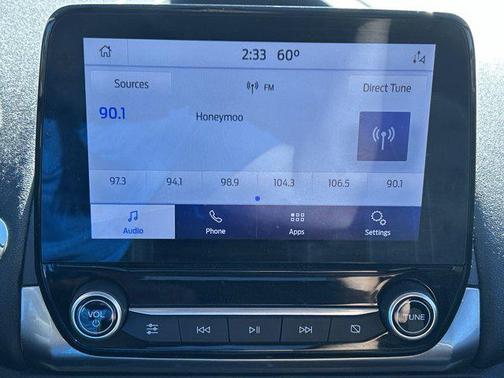 2:33 60°
Sources
FM
Direct Tune
90.1
Honeymoo
97.3 94.1 98.9 104.3 106.5 90.1
Audio Phone Apps Settings
VOL
TUNE